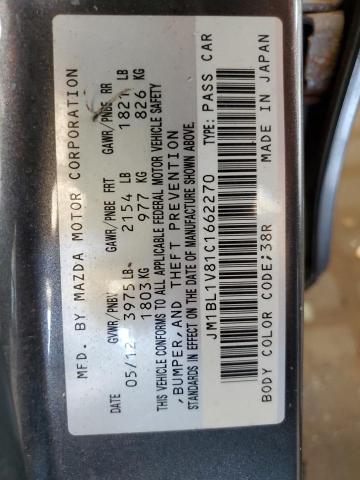 MFD. BY MAZDA MOTOR CORPORATION
GVWR/PNBV GAWR/PNBE FRT GAWR/PNBE RR
DATE 3975 LB 2154 LB 1821 LB
05/12 1803 KG 977 KG 826 KG
THIS VEHICLE CONFORMS TO ALL APPLICABLE FEDERAL MOTOR VEHICLE SAFETY
,BUMPER,AND THEFT PREVENTION
STANDARDS IN EFFECT ON THE DATE OF MANUFACTURE SHOWN ABOVE.
JM1BL1V81C1662270 TYPE: PASS CAR
BODY COLOR CODE;38R MADE IN JAPAN